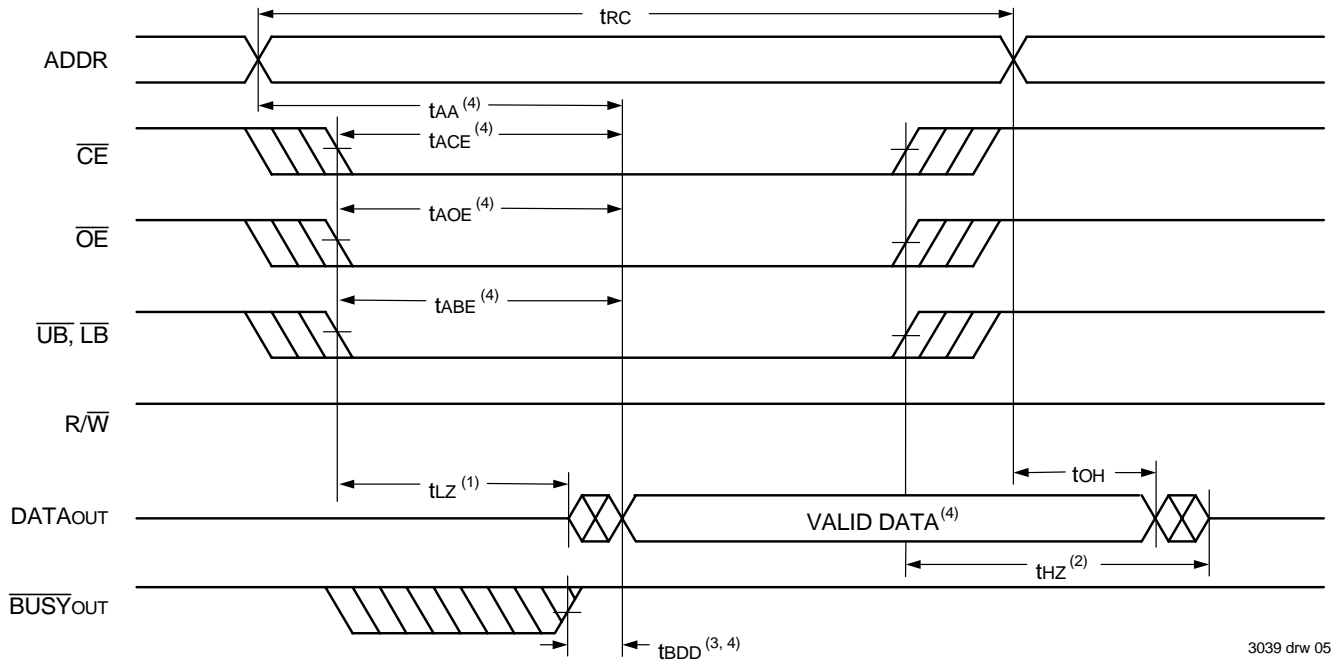 tRC
ADDR
tAA (4)
CE
tACE (4)
OE
tAOE (4)
UB, LB
tABE (4)
R/W
tLZ (1)
tOH
DATAOUT
VALID DATA(4)
tHZ (2)
BUSYOUT
tBDD (3, 4)
3039 drw 05